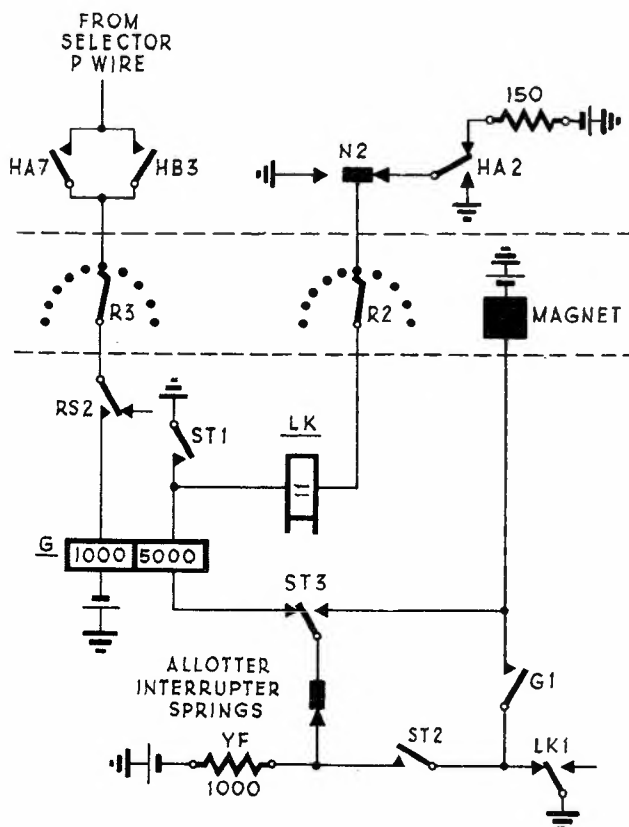 FROM
SELECTOR
P WIRE
150
HA7
HB3
N2
HA2
R3
R2
MAGNET
RS2
ST1
LK
G
1000
5000
ST3
ALLOTTER
INTERRUPTER
SPRINGS
G1
YF
1000
ST2
LK1